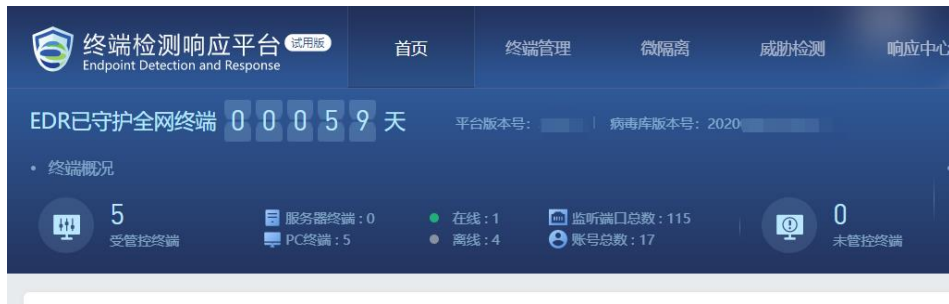 终端检测响应平台 试用版
Endpoint Detection and Response
首页 终端管理 微隔离 威胁检测 响应中心
EDR已守护全网终端 00059 天 平台版本号： 病毒库版本号：2020
• 终端概况
5
受管控终端
服务器终端：0
PC终端：5
在线：1
离线：4
监听端口总数：115
账号总数：17
0
未管控终端